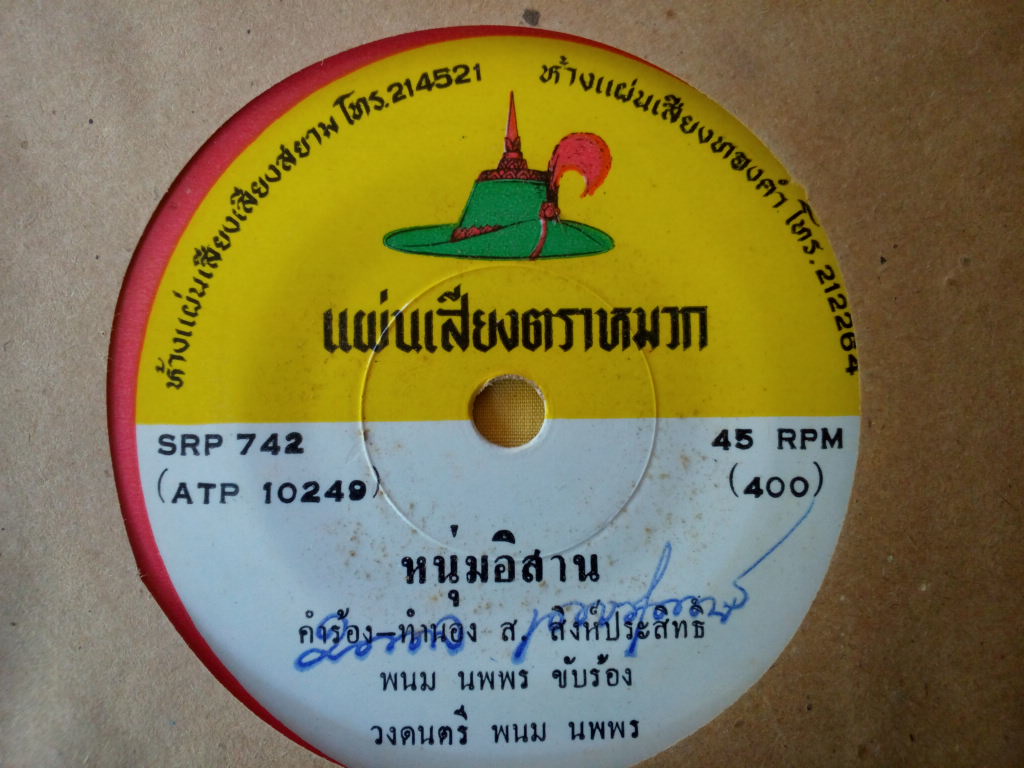 ห้างแผ่นเสียงเสียงสยาม โทร. 214521
ห้างแผ่นเสียงทองคำ โทร. 212264
แผ่นเสียงตราหมวก
SRP 742
45 RPM
(ATP 10249)
(400)
หนุ่มอิสาน
คำร้อง-ทำนอง ส. สิงห์ประสิทธิ์
พนม นพพร ขับร้อง
วงดนตรี พนม นพพร